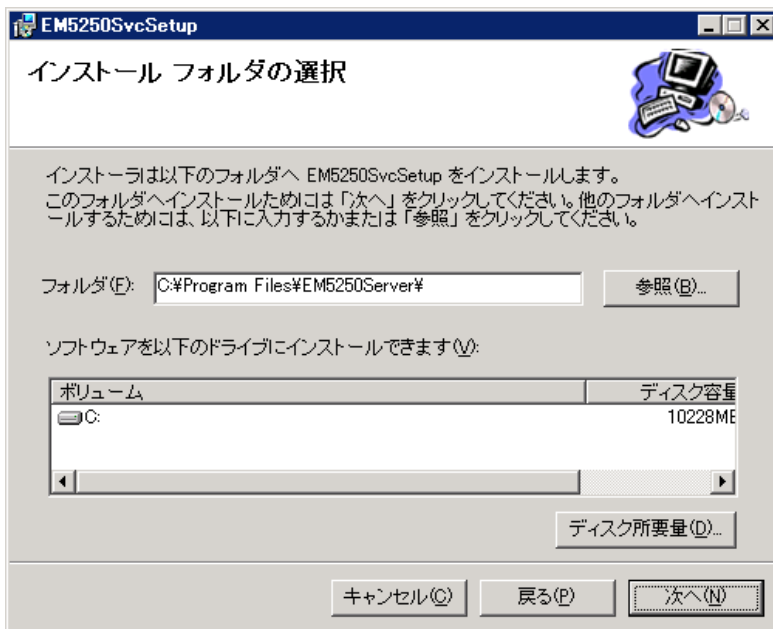 EM5250SvcSetup
インストール フォルダの選択
インストーラは以下のフォルダへ EM5250SvcSetup をインストールします。
このフォルダへインストールためには「次へ」をクリックしてください。他のフォルダへインスト
ールするためには、以下に入力するかまたは「参照」をクリックしてください。
フォルダ(F): C:¥Program Files¥EM5250Server¥ 参照(B)...
ソフトウェアを以下のドライブにインストールできます(V):
ボリューム ディスク容量
C: 10228MB
ディスク所要量(D)...
キャンセル(C) 戻る(P) 次へ(N)